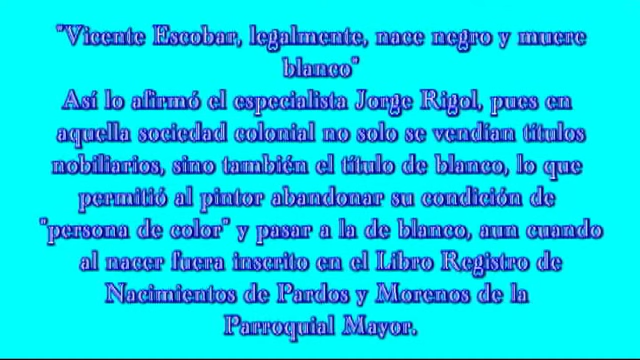 "Vicente Escobar, legalmente, nace negro y muere
blanco"
Así lo afirmó el especialista Jorge Rigol, pues en
aquella sociedad colonial no solo se vendían títulos
nobiliarios, sino también el título de blanco, lo que
permitió al pintor abandonar su condición de
"persona de color" y pasar a la de blanco, aun cuando
al nacer fuera inscrito en el Libro Registro de
Nacimientos de Pardos y Morenos de la
Parroquial Mayor.